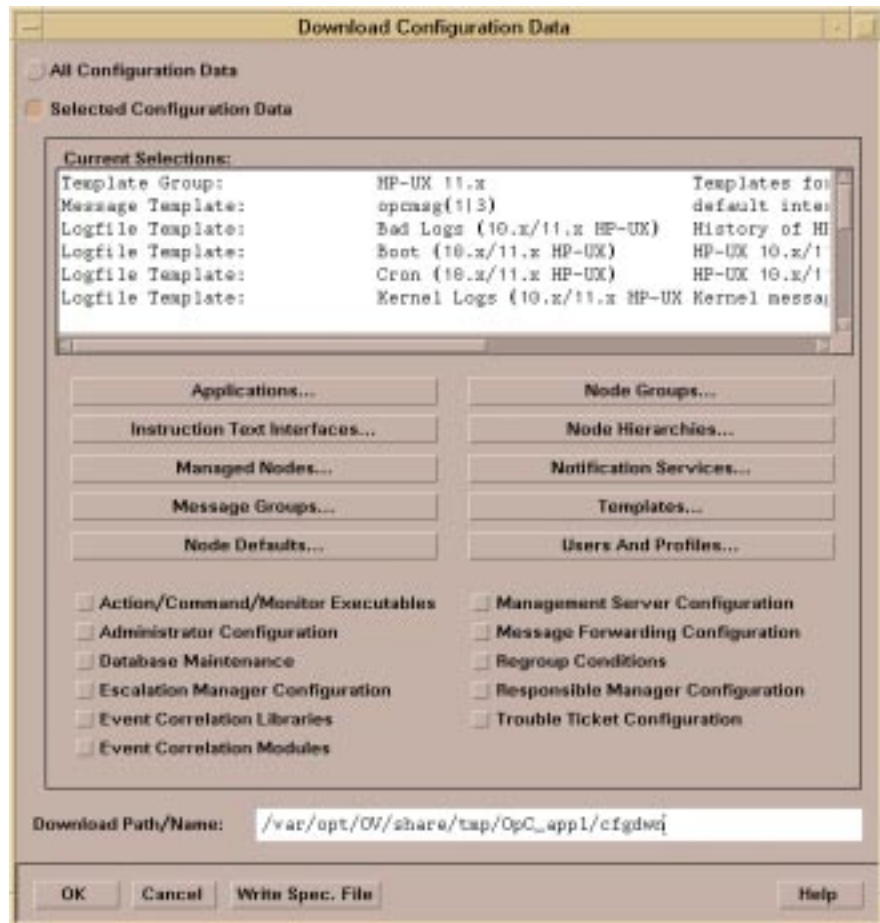 Download Configuration Data
All Configuration Data
Selected Configuration Data
Current Selections:
Template Group: HP-UX 11.x Templates for
Message Template: opcmsg(1|3) default inte
Logfile Template: Bad Logs (10.x/11.x HP-UX) History of HP
Logfile Template: Boot (10.x/11.x HP-UX) HP-UX 10.x/1
Logfile Template: Cron (10.x/11.x HP-UX) HP-UX 10.x/1
Logfile Template: Kernel Logs (10.x/11.x HP-UX Kernel messag
Applications... Node Groups...
Instruction Text Interfaces... Node Hierarchies...
Managed Nodes... Notification Services...
Message Groups... Templates...
Node Defaults... Users And Profiles...
Action/Command/Monitor Executables Management Server Configuration
Administrator Configuration Message Forwarding Configuration
Database Maintenance Regroup Conditions
Escalation Manager Configuration Responsible Manager Configuration
Event Correlation Libraries Trouble Ticket Configuration
Event Correlation Modules
Download Path/Name: /var/opt/OV/share/tmp/OpC_appl/cfgdwn
OK Cancel Write Spec. File Help